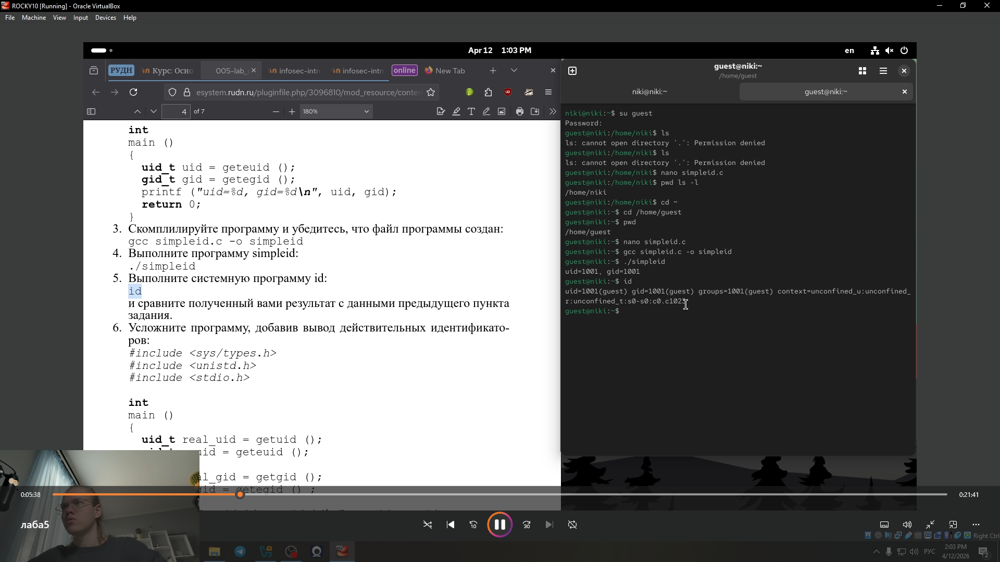 ROCKY10 [Running] - Oracle VirtualBox
File Machine View Input Devices Help
Apr 12 1:03 PM
en
РУДН
Курс: Осно
005-lab_
infosec-intr
infosec-intr
online
New Tab
esystem.rudn.ru/pluginfile.php/3096810/mod_resource/conten
4 of 7
180%
int
main ()
{
uid_t uid = geteuid ();
gid_t gid = getegid ();
printf ("uid=%d, gid=%d\n", uid, gid);
return 0;
}
3. Скомплилируйте программу и убедитесь, что файл программы создан:
gcc simpleid.c -o simpleid
4. Выполните программу simpleid:
./simpleid
5. Выполните системную программу id:
id
и сравните полученный вами результат с данными предыдущего пункта
задания.
6. Усложните программу, добавив вывод действительных идентификато-
ров:
#include <sys/types.h>
#include <unistd.h>
#include <stdio.h>
int
main ()
{
uid_t real_uid = getuid ();
uid = geteuid ();
al_gid = getgid ();
gid = getegid () ;
guest@niki:~
/home/guest
niki@niki:~
guest@niki:~
niki@niki:~$ su guest
Password:
guest@niki:/home/niki$ ls
ls: cannot open directory '.': Permission denied
guest@niki:/home/niki$ ls
ls: cannot open directory '.': Permission denied
guest@niki:/home/niki$ nano simpleid.c
guest@niki:/home/niki$ pwd ls -l
/home/niki
guest@niki:/home/niki$ cd ~
guest@niki:~$ cd /home/guest
guest@niki:~$ pwd
/home/guest
guest@niki:~$ nano simpleid.c
guest@niki:~$ gcc simpleid.c -o simpleid
guest@niki:~$ ./simpleid
uid=1001, gid=1001
guest@niki:~$ id
uid=1001(guest) gid=1001(guest) groups=1001(guest) context=unconfined_u:unconfined_
r:unconfined_t:s0-s0:c0.c1023
guest@niki:~$
0:05:38
0:21:41
лаба5
10
30
Right Ctrl
РУС
2:03 PM
4/12/2026
2